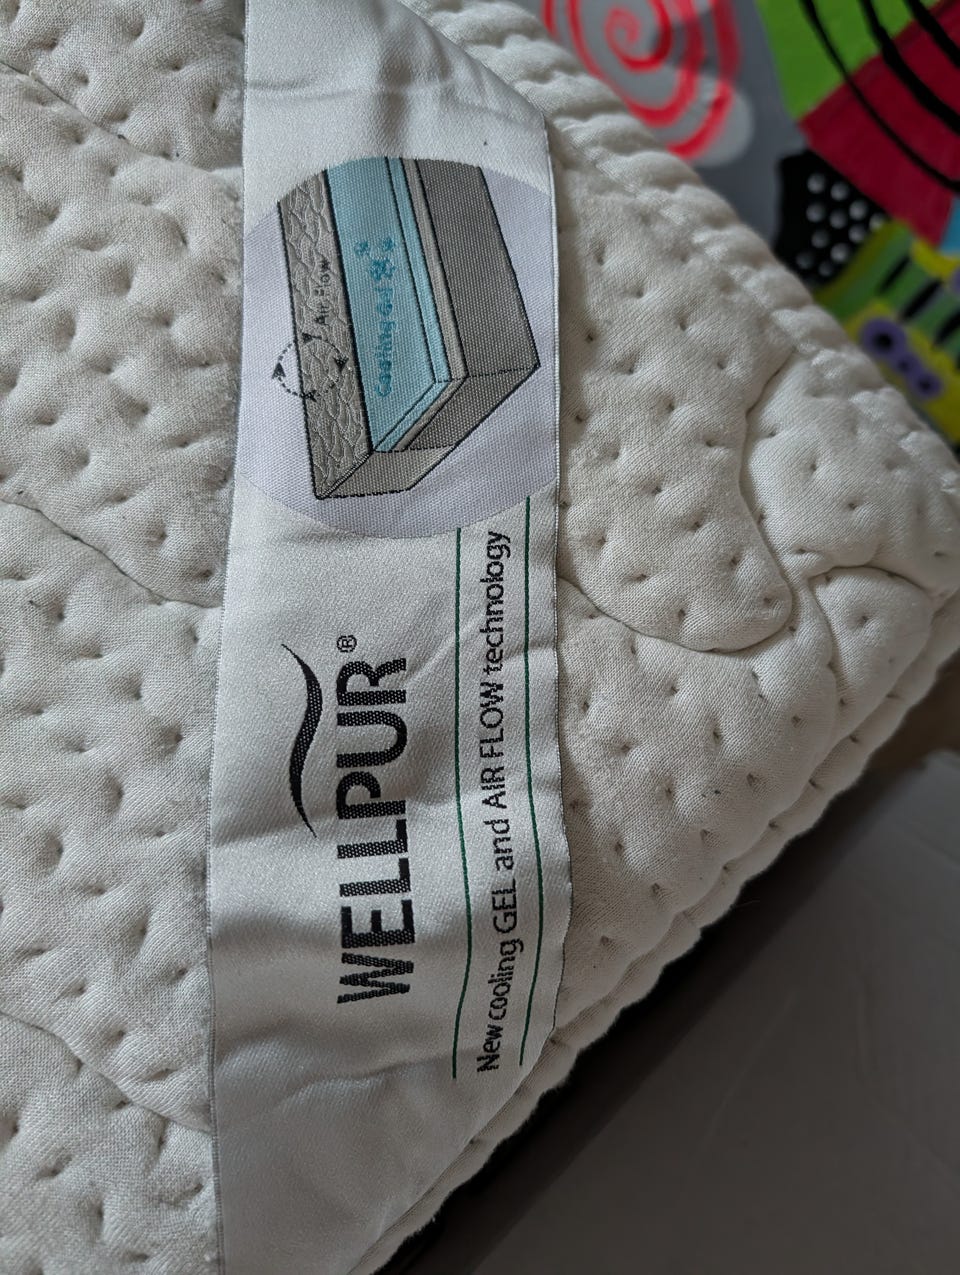 Air Flow
Cooling Gel
WELLPUR®
New cooling GEL and AIR FLOW technology